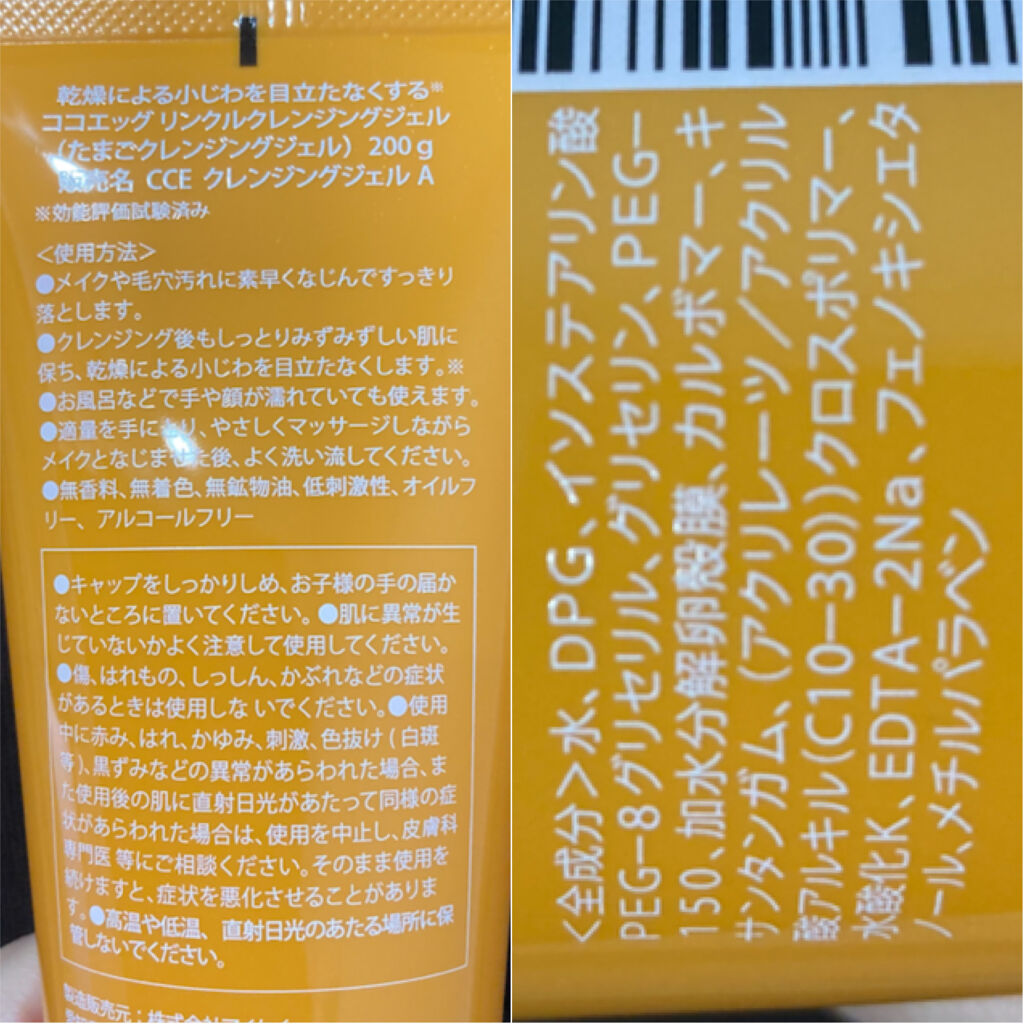 乾燥による小じわを目立たなくする※
ココエッグ リンクルクレンジングジェル
(たまごクレンジングジェル) 200g
販売名 CCE クレンジングジェル A
※効能評価試験済み
＜使用方法＞
●メイクや毛穴汚れに素早くなじんですっきり
落とします。
●クレンジング後もしっとりみずみずしい肌に
保ち、乾燥による小じわを目立たなくします。※
●お風呂などで手や顔が濡れていても使えます。
●適量を手にとり、やさしくマッサージしながら
メイクとなじませた後、よく洗い流してください。
●無香料、無着色、無鉱物油、低刺激性、オイルフ
リー、アルコールフリー
●キャップをしっかりしめ、お子様の手の届か
ないところに置いてください。●肌に異常が生
じていないかよく注意して使用してください。
●傷、はれもの、しっしん、かぶれなどの症状
があるときは使用しな いでください。●使用
中に赤み、はれ、かゆみ、刺激、色抜け(白斑
等)、黒ずみなどの異常があらわれた場合、ま
た使用後の肌に直射日光があたって同様の症
状があらわれた場合は、使用を中止し、皮膚科
専門医 等にご相談ください。そのまま使用を
続けますと、症状を悪化させることがありま
す。●高温や低温、直射日光のあたる場所に保
管しないでください。
製造販売元：株式会社
＜全成分＞水、DPG、イソステアリン酸
PEG−8グリセリル、グリセリン、PEG−
150、加水分解卵殻膜、カルボマー、キ
サンタンガム、(アクリレーツ／アクリル
酸アルキル(C10−30))クロスポリマー、
水酸化K、EDTA−2Na、フェノキシエタ
ノール、メチルパラベン